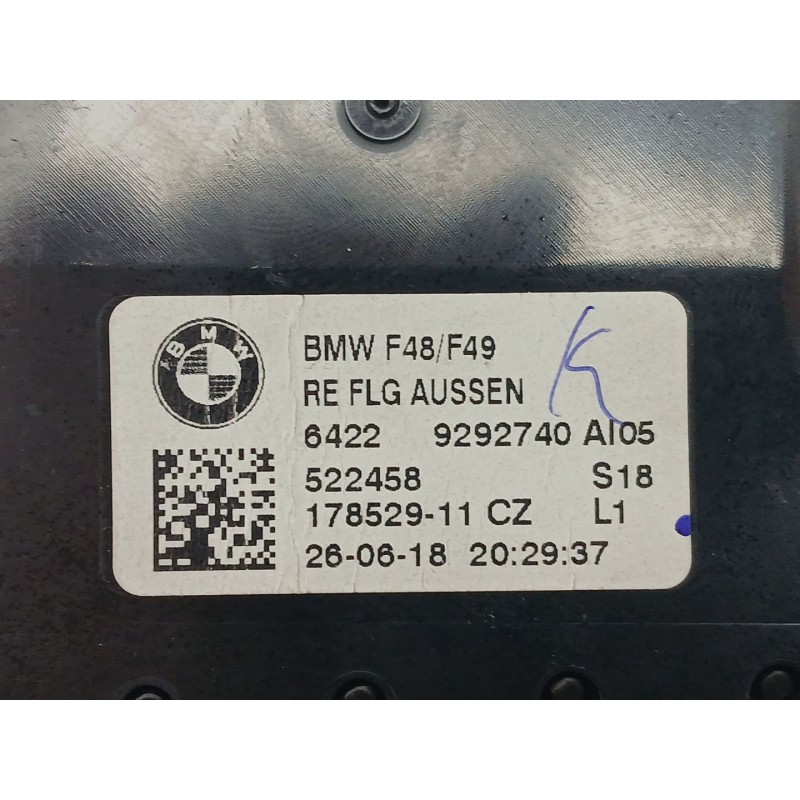 BMW
BMW F48/F49
K
RE FLG AUSSEN
6422 9292740 AI05
522458 S18
178529-11 CZ L1
26-06-18 20:29:37